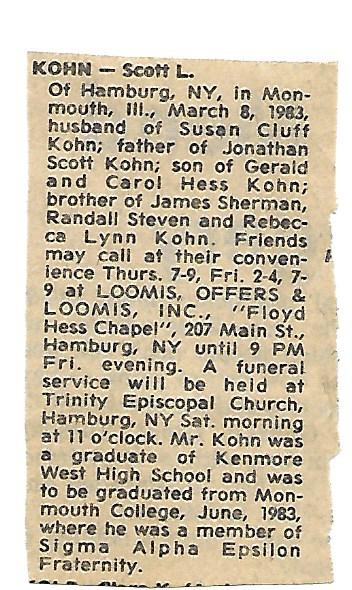 KOHN — Scott L.
Of Hamburg, NY, in Mon-
mouth, Ill., March 8, 1983,
husband of Susan Cluff
Kohn; father of Jonathan
Scott Kohn; son of Gerald
and Carol Hess Kohn;
brother of James Sherman,
Randall Steven and Rebec-
ca Lynn Kohn. Friends
may call at their conven-
ience Thurs. 7-9, Fri. 2-4, 7-
9 at LOOMIS, OFFERS &
LOOMIS, INC., "Floyd
Hess Chapel", 207 Main St.,
Hamburg, NY until 9 PM
Fri. evening. A funeral
service will be held at
Trinity Episcopal Church,
Hamburg, NY Sat. morning
at 11 o'clock. Mr. Kohn was
a graduate of Kenmore
West High School and was
to be graduated from Mon-
mouth College, June, 1983,
where he was a member of
Sigma Alpha Epsilon
Fraternity.